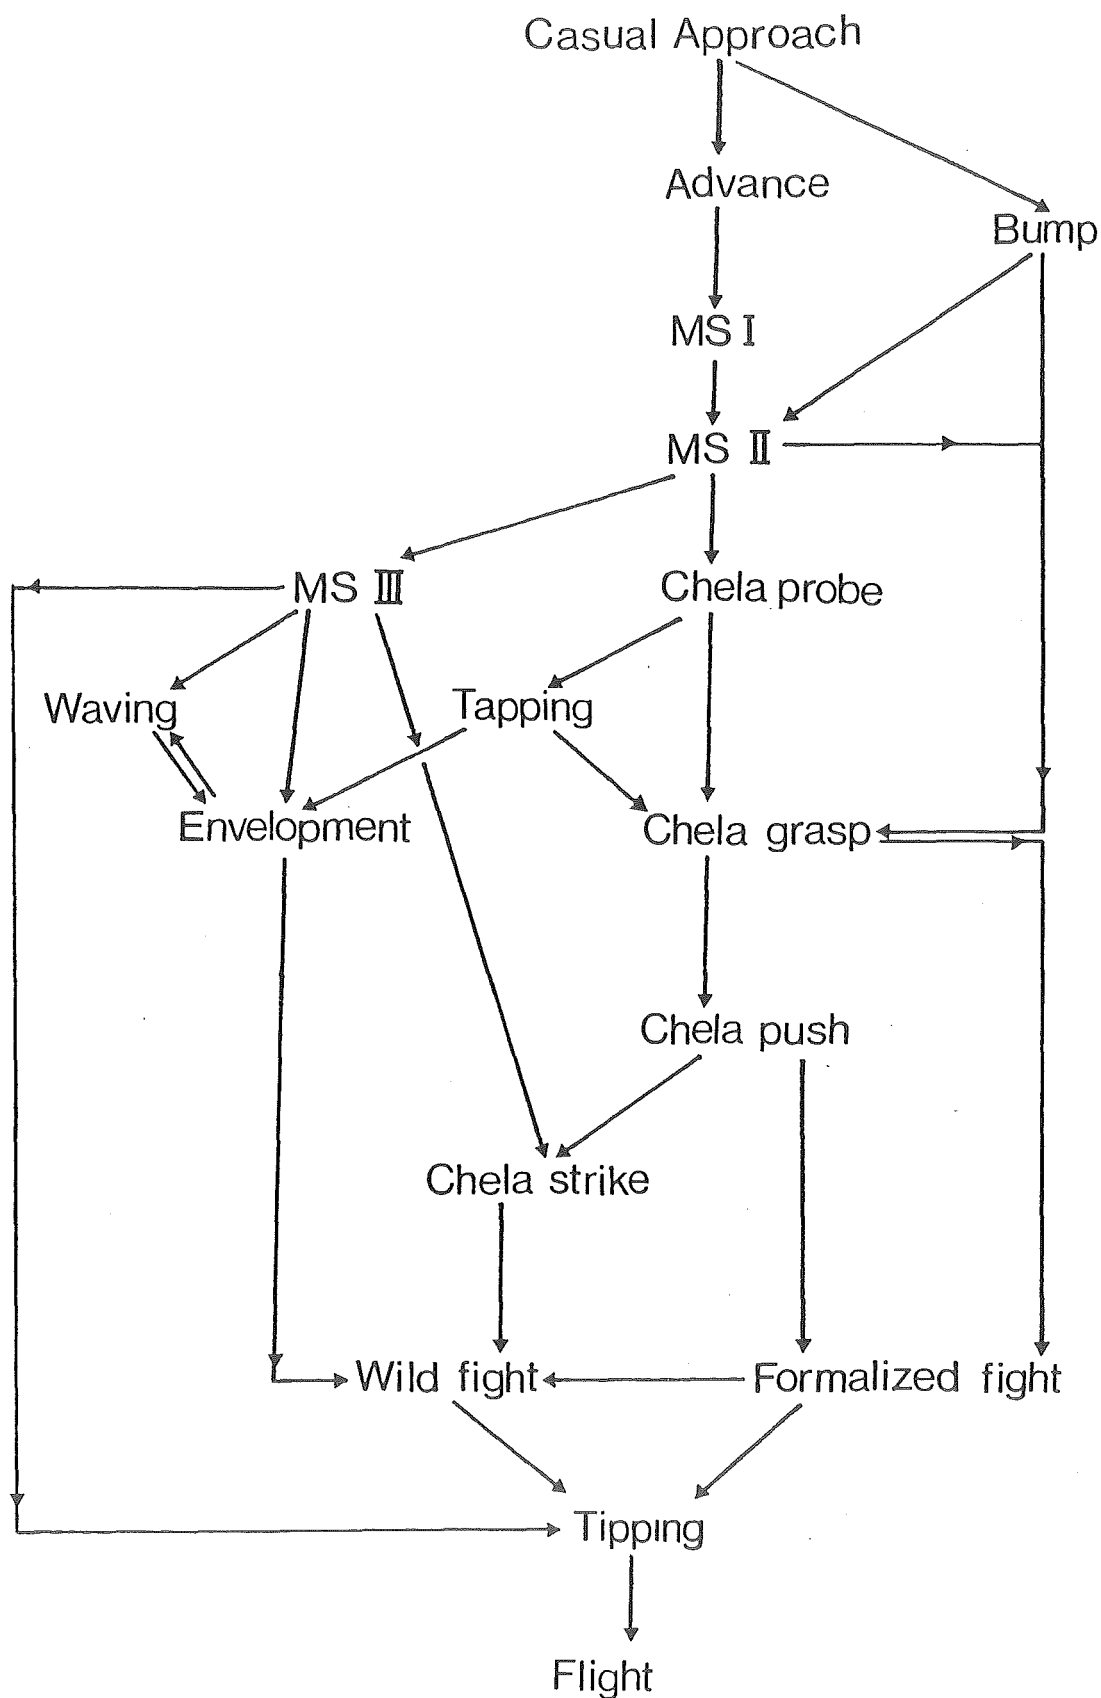 Casual Approach
Advance
Bump
MS I
MS II
MS III
Chela probe
Waving
Tapping
Envelopment
Chela grasp
Chela push
Chela strike
Wild fight
Formalized fight
Tipping
Flight